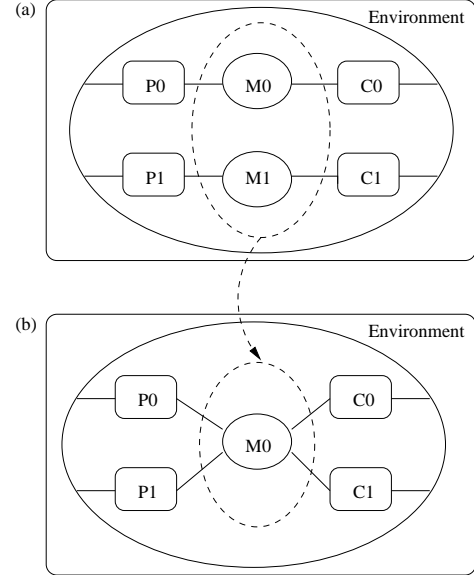 (a)
Environment
P0 M0 C0
P1 M1 C1
(b)
Environment
P0 C0
M0
P1 C1